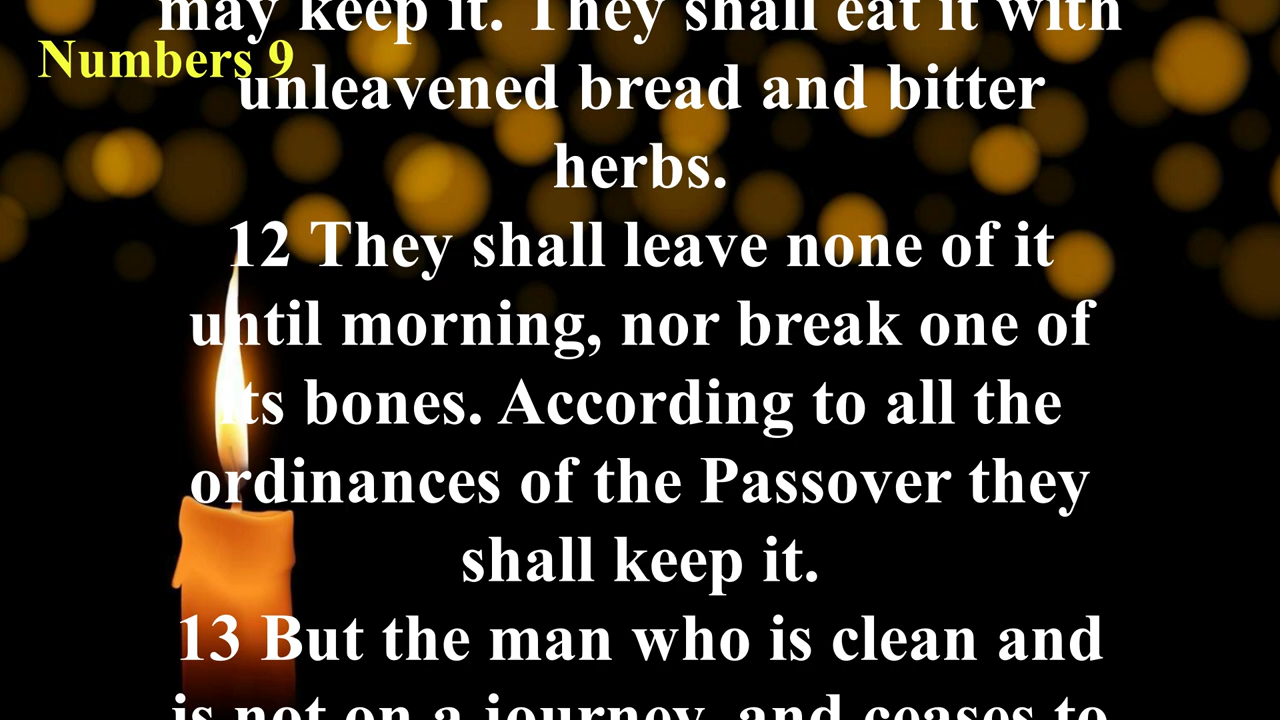 may keep it. They shall eat it with
Numbers 9
unleavened bread and bitter
herbs.
12 They shall leave none of it
until morning, nor break one of
its bones. According to all the
ordinances of the Passover they
shall keep it.
13 But the man who is clean and
is not on a journey, and ceases to